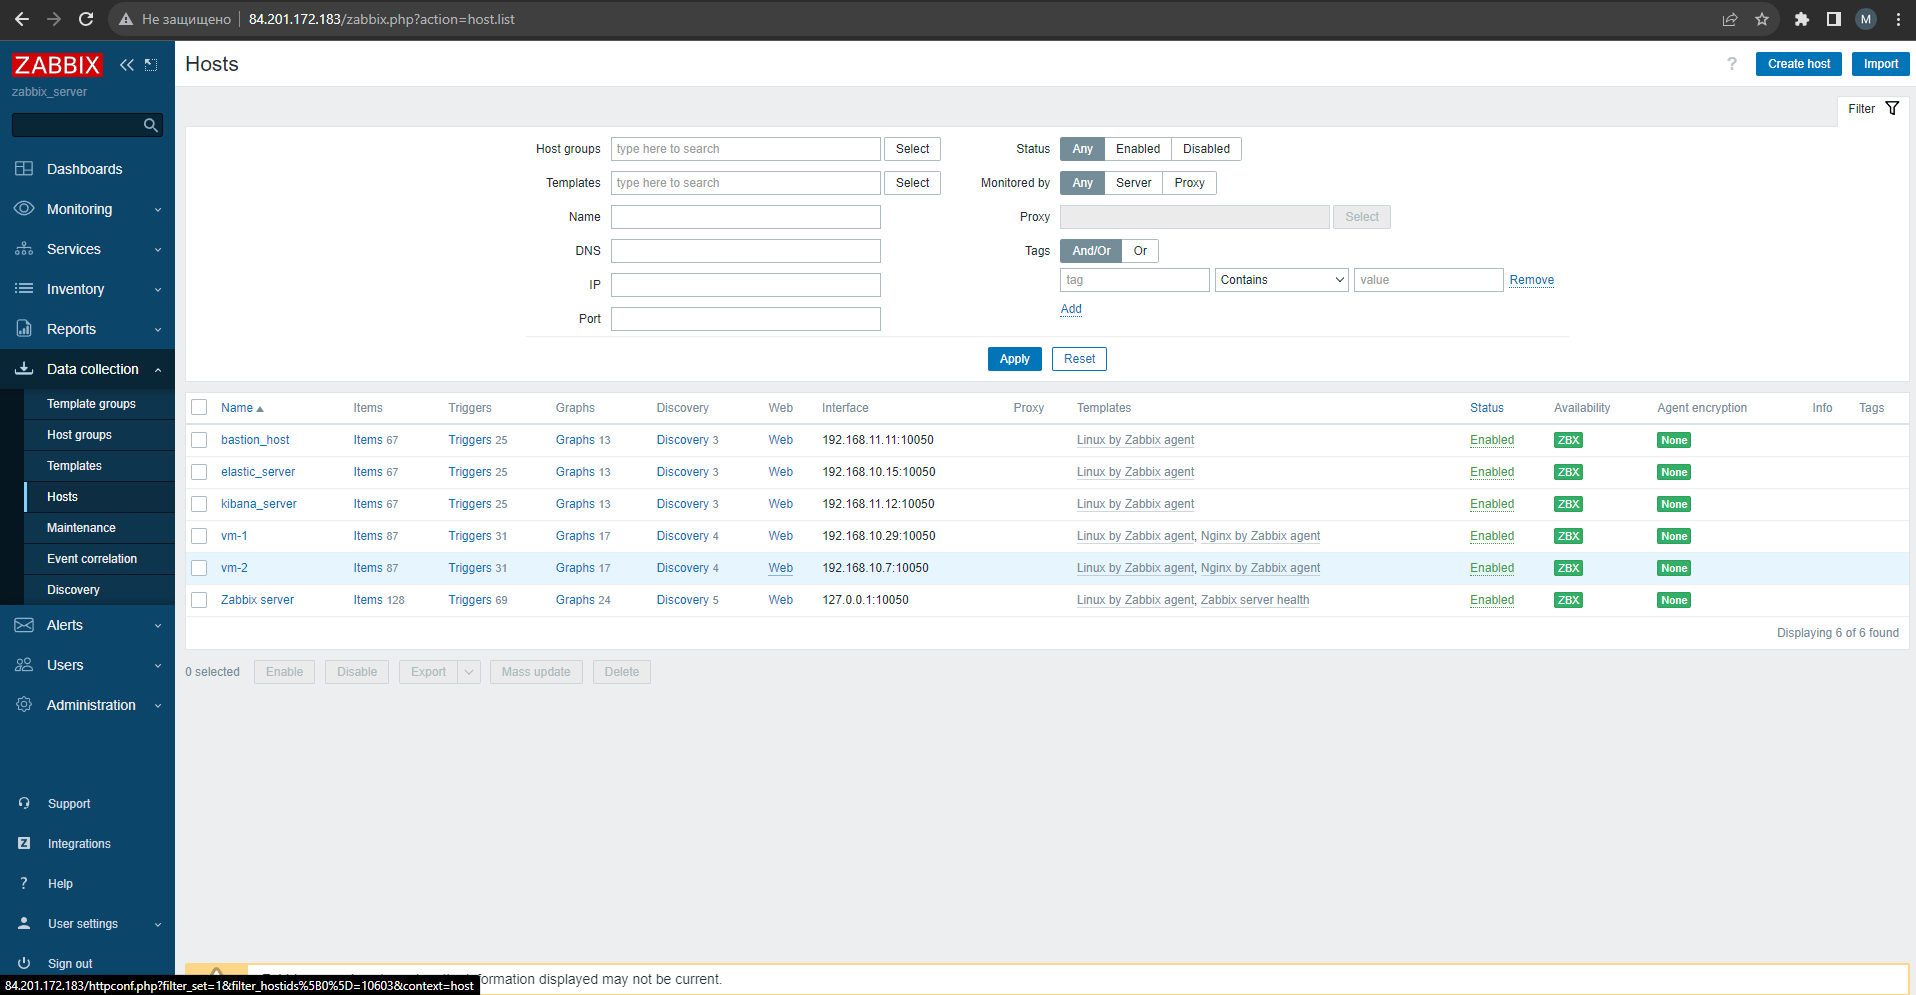 Не защищено 84.201.172.183/zabbix.php?action=host.list M
ZABBIX
zabbix_server
Dashboards
Monitoring
Services
Inventory
Reports
Data collection
Template groups
Host groups
Templates
Hosts
Maintenance
Event correlation
Discovery
Alerts
Users
Administration
Support
Z Integrations
? Help
User settings
Sign out
Hosts
? Create host Import
Filter
Host groups type here to search Select
Templates type here to search Select
Name
DNS
IP
Port
Status Any Enabled Disabled
Monitored by Any Server Proxy
Proxy Select
Tags And/Or Or
tag Contains value Remove
Add
Apply Reset
Name Items Triggers Graphs Discovery Web Interface Proxy Templates Status Availability Agent encryption Info Tags
bastion_host Items 67 Triggers 25 Graphs 13 Discovery 3 Web 192.168.11.11:10050 Linux by Zabbix agent Enabled ZBX None
elastic_server Items 67 Triggers 25 Graphs 13 Discovery 3 Web 192.168.10.15:10050 Linux by Zabbix agent Enabled ZBX None
kibana_server Items 67 Triggers 25 Graphs 13 Discovery 3 Web 192.168.11.12:10050 Linux by Zabbix agent Enabled ZBX None
vm-1 Items 87 Triggers 31 Graphs 17 Discovery 4 Web 192.168.10.29:10050 Linux by Zabbix agent, Nginx by Zabbix agent Enabled ZBX None
vm-2 Items 87 Triggers 31 Graphs 17 Discovery 4 Web 192.168.10.7:10050 Linux by Zabbix agent, Nginx by Zabbix agent Enabled ZBX None
Zabbix server Items 128 Triggers 69 Graphs 24 Discovery 5 Web 127.0.0.1:10050 Linux by Zabbix agent, Zabbix server health Enabled ZBX None
Displaying 6 of 6 found
0 selected Enable Disable Export Mass update Delete
displayed may not be current.
84.201.172.183/httpconf.php?filter_set=1&filter_hostids%5B0%5D=10603&context=host